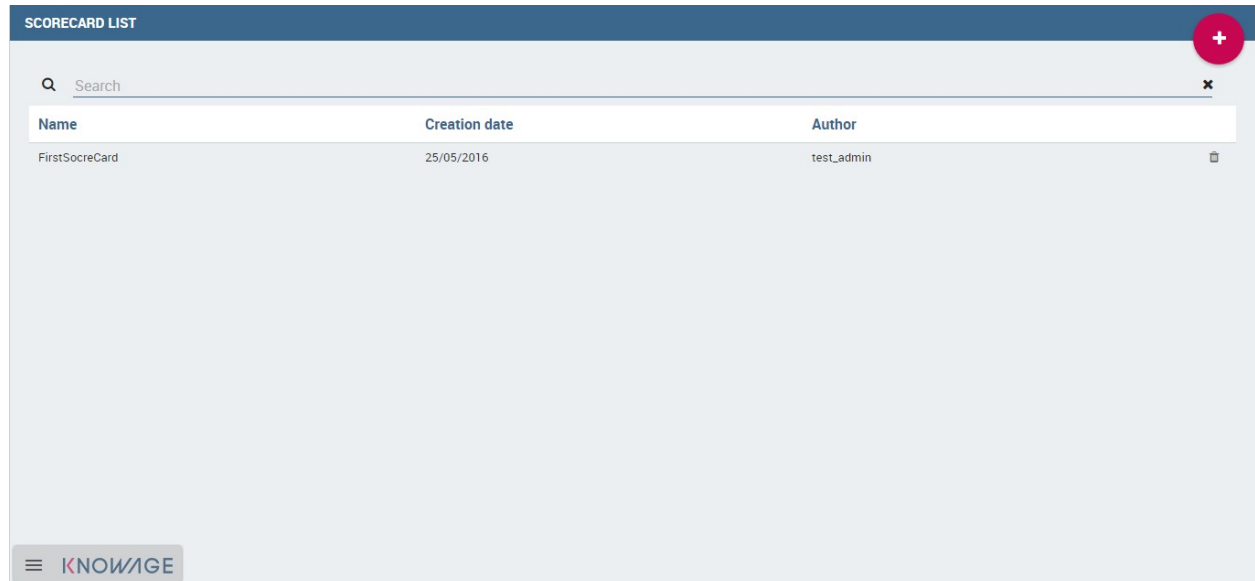 SCORECARD LIST
Search
Name Creation date Author
FirstSocreCard 25/05/2016 test_admin
KNOWAGE